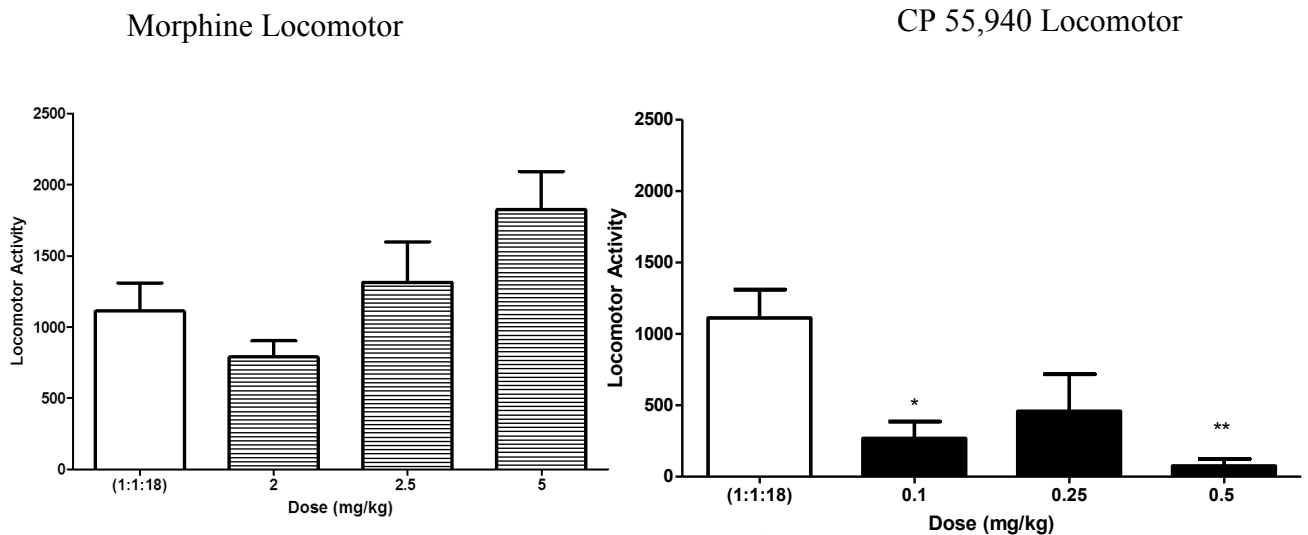 Morphine Locomotor
2500
2000
1500
1000
500
0
Locomotor Activity
(1:1:18) 2 2.5 5
Dose (mg/kg)
CP 55,940 Locomotor
2500
2000
1500
1000
500
0
Locomotor Activity
*
**
(1:1:18) 0.1 0.25 0.5
Dose (mg/kg)